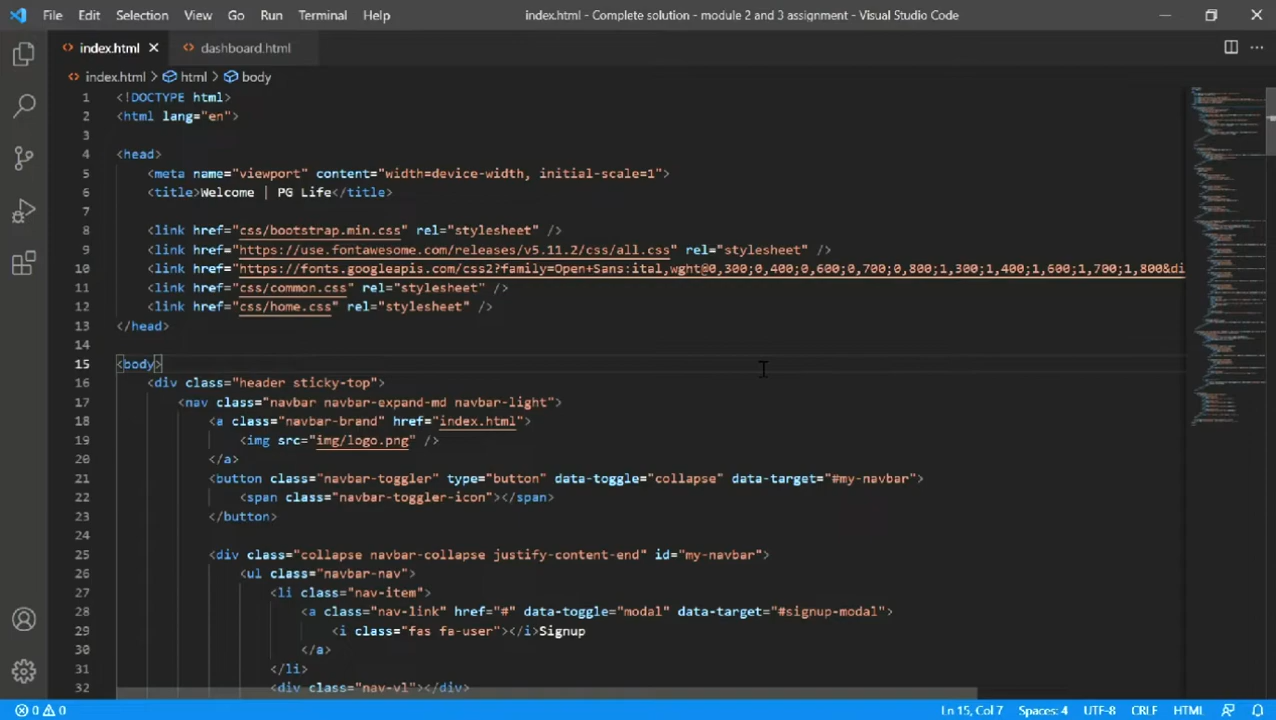 File Edit Selection View Go Run Terminal Help index.html - Complete solution - module 2 and 3 assignment - Visual Studio Code
index.html dashboard.html
index.html > html > body
1 <!DOCTYPE html>
2 <html lang="en">
3
4 <head>
5 <meta name="viewport" content="width=device-width, initial-scale=1">
6 <title>Welcome | PG Life</title>
7
8 <link href="css/bootstrap.min.css" rel="stylesheet" />
9 <link href="https://use.fontawesome.com/releases/v5.11.2/css/all.css" rel="stylesheet" />
10 <link href="https://fonts.googleapis.com/css2?family=Open+Sans:ital,wght@0,300;0,400;0,600;0,700;0,800;1,300;1,400;1,600;1,700;1,800&di
11 <link href="css/common.css" rel="stylesheet" />
12 <link href="css/home.css" rel="stylesheet" />
13 </head>
14
15 <body>
16 <div class="header sticky-top">
17 <nav class="navbar navbar-expand-md navbar-light">
18 <a class="navbar-brand" href="index.html">
19 <img src="img/logo.png" />
20 </a>
21 <button class="navbar-toggler" type="button" data-toggle="collapse" data-target="#my-navbar">
22 <span class="navbar-toggler-icon"></span>
23 </button>
24
25 <div class="collapse navbar-collapse justify-content-end" id="my-navbar">
26 <ul class="navbar-nav">
27 <li class="nav-item">
28 <a class="nav-link" href="#" data-toggle="modal" data-target="#signup-modal">
29 <i class="fas fa-user"></i>Signup
30 </a>
31 </li>
32 <div class="nav-vl"></div>
0 0 Ln 15, Col 7 Spaces: 4 UTF-8 CRLF HTML